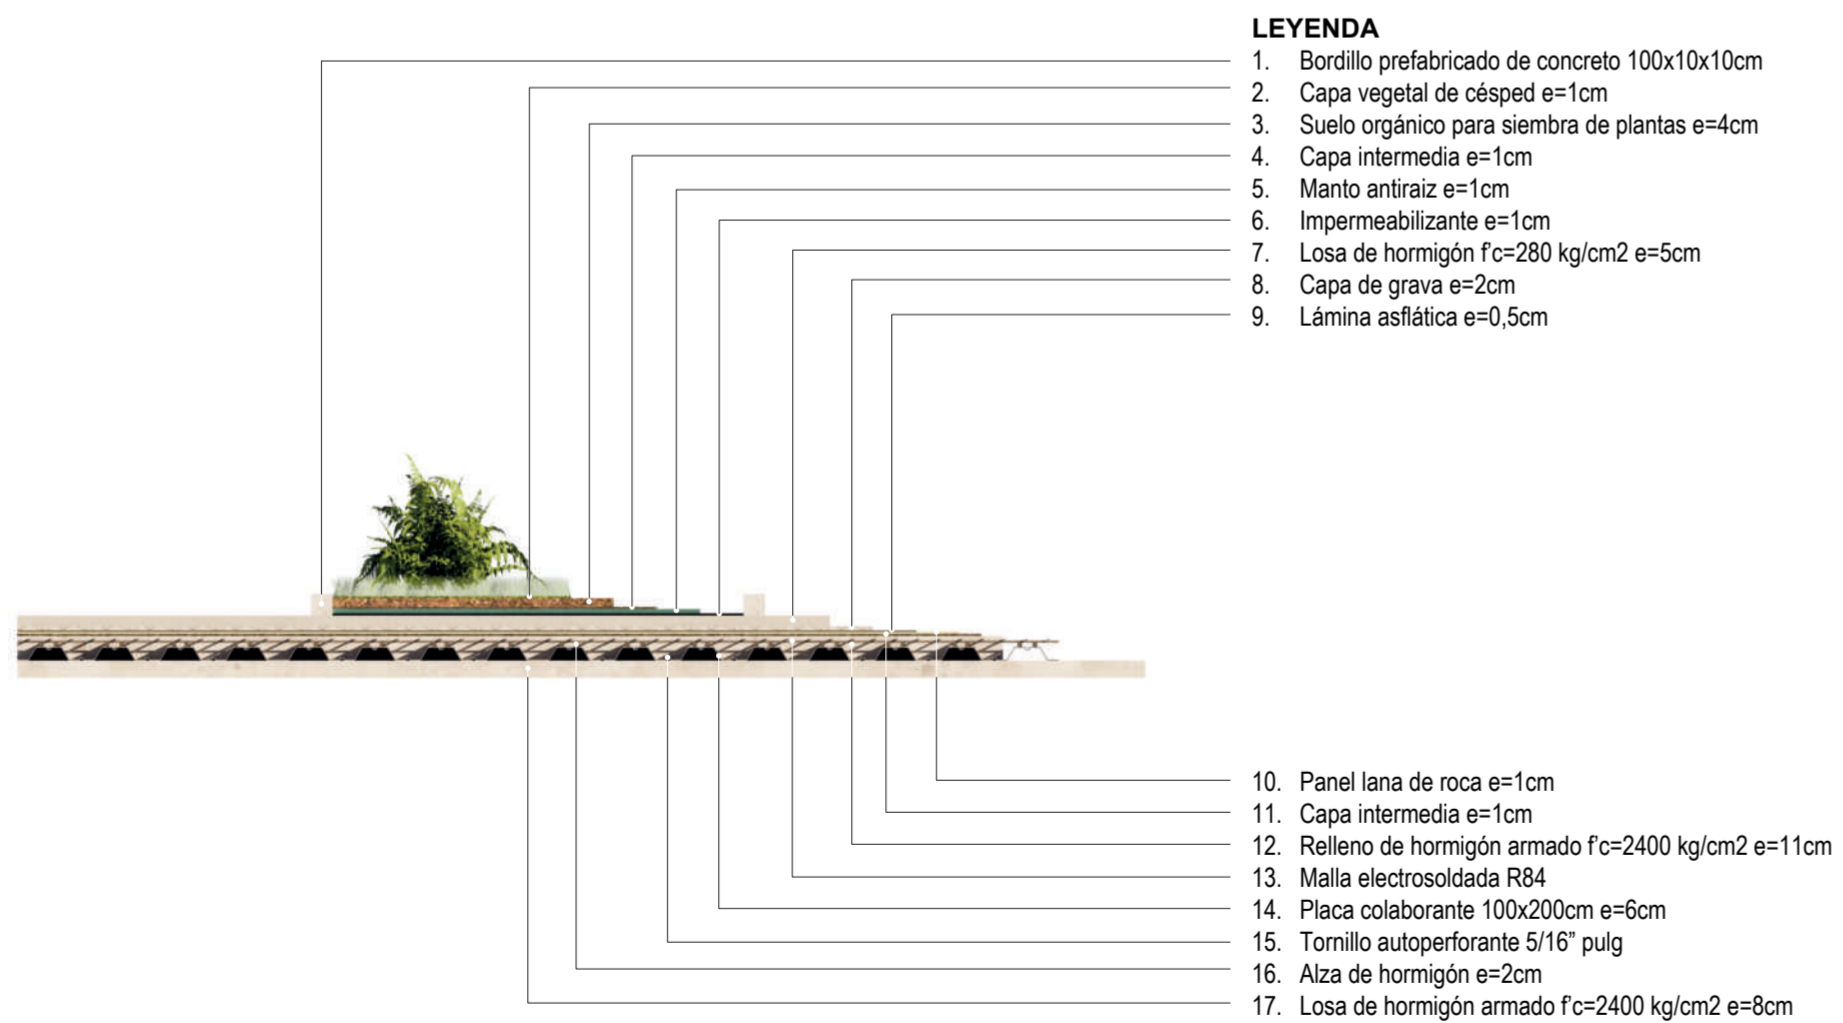 LEYENDA
1. Bordillo prefabricado de concreto 100x10x10cm
2. Capa vegetal de césped e=1cm
3. Suelo orgánico para siembra de plantas e=4cm
4. Capa intermedia e=1cm
5. Manto antiraiz e=1cm
6. Impermeabilizante e=1cm
7. Losa de hormigón f'c=280 kg/cm2 e=5cm
8. Capa de grava e=2cm
9. Lámina asflática e=0,5cm
10. Panel lana de roca e=1cm
11. Capa intermedia e=1cm
12. Relleno de hormigón armado f'c=2400 kg/cm2 e=11cm
13. Malla electrosoldada R84
14. Placa colaborante 100x200cm e=6cm
15. Tornillo autoperforante 5/16” pulg
16. Alza de hormigón e=2cm
17. Losa de hormigón armado f'c=2400 kg/cm2 e=8cm